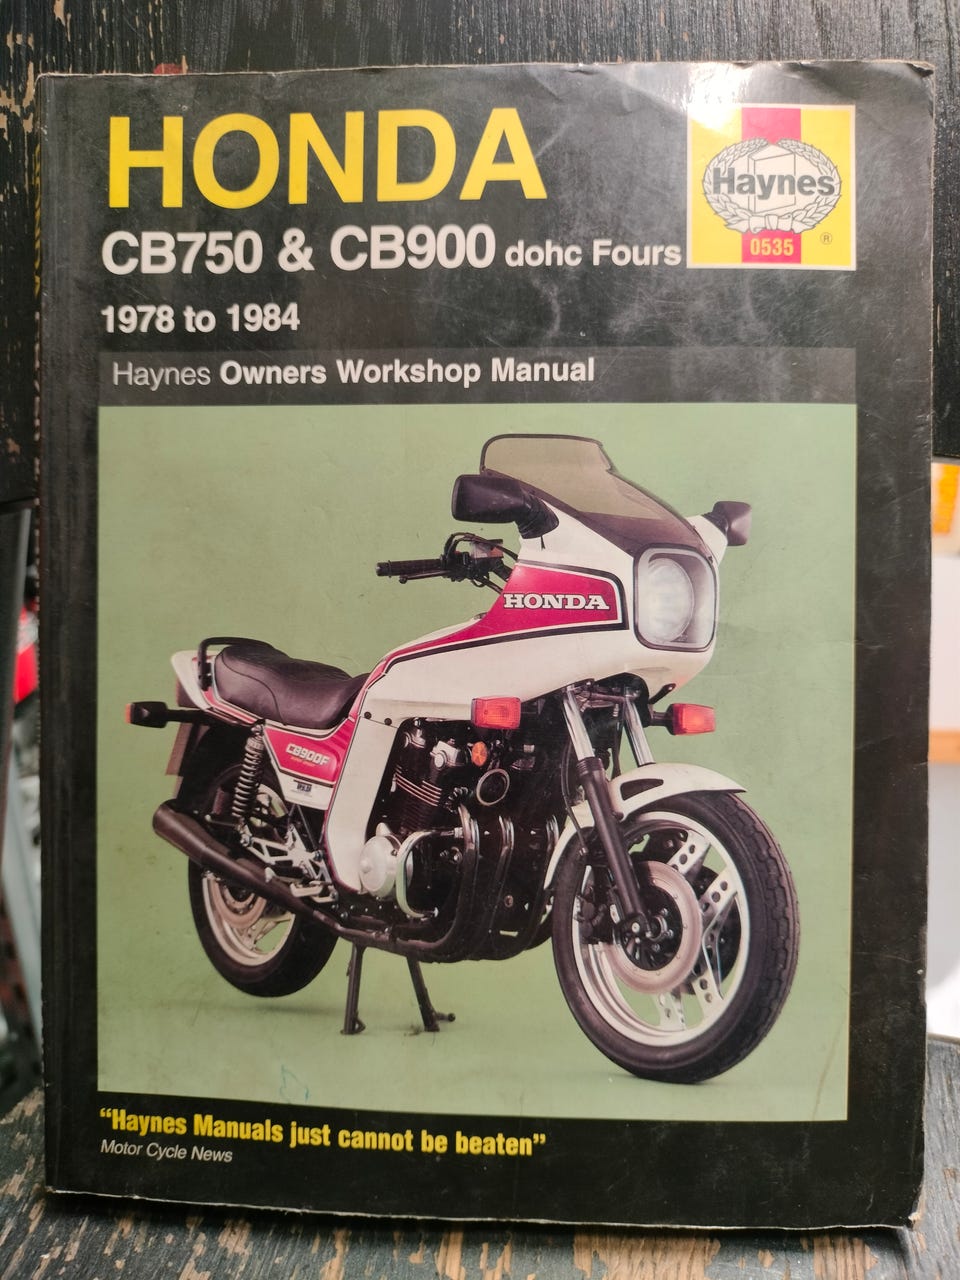 HONDA
Haynes
0535
®
CB750 & CB900 dohc Fours
1978 to 1984
Haynes Owners Workshop Manual
HONDA
CB900F
"Haynes Manuals just cannot be beaten"
Motor Cycle News